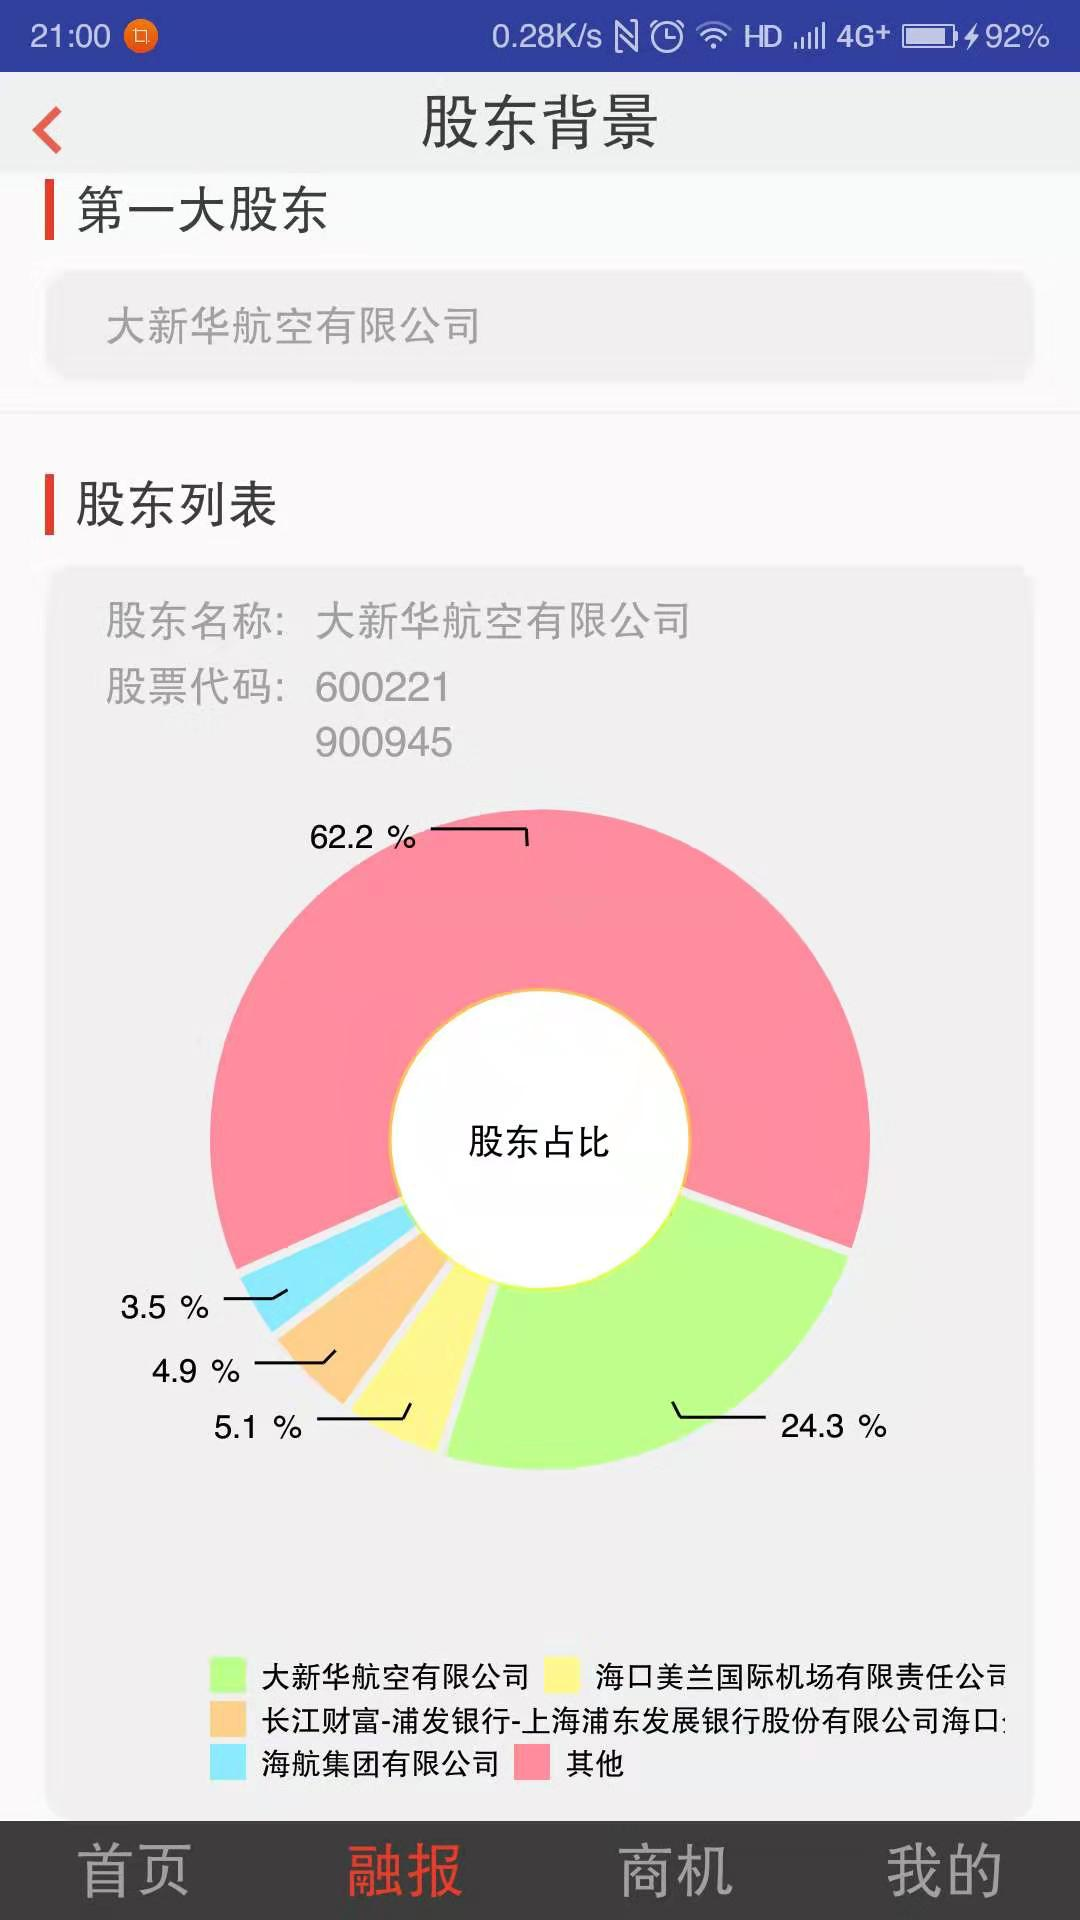 21:00 0.28K/s HD 4G+ 92%
股东背景
第一大股东
大新华航空有限公司
股东列表
股东名称: 大新华航空有限公司
股票代码: 600221
900945
62.2 %
股东占比
3.5 %
4.9 %
5.1 %
24.3 %
大新华航空有限公司 海口美兰国际机场有限责任公司
长江财富-浦发银行-上海浦东发展银行股份有限公司海口
海航集团有限公司 其他
首页 融报 商机 我的